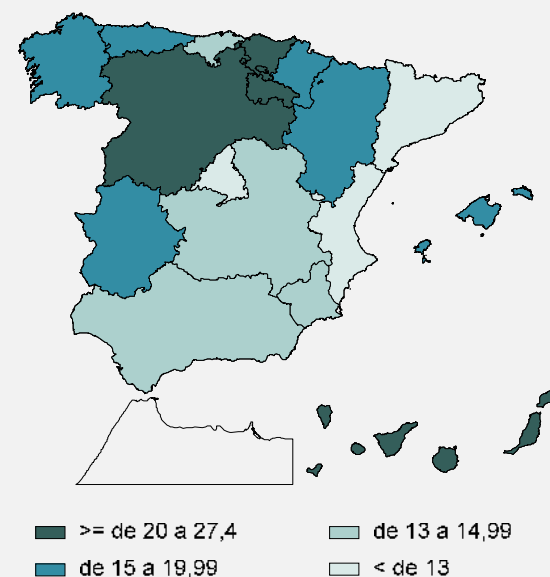 >= de 20 a 27,4
de 13 a 14,99
de 15 a 19,99
< de 13